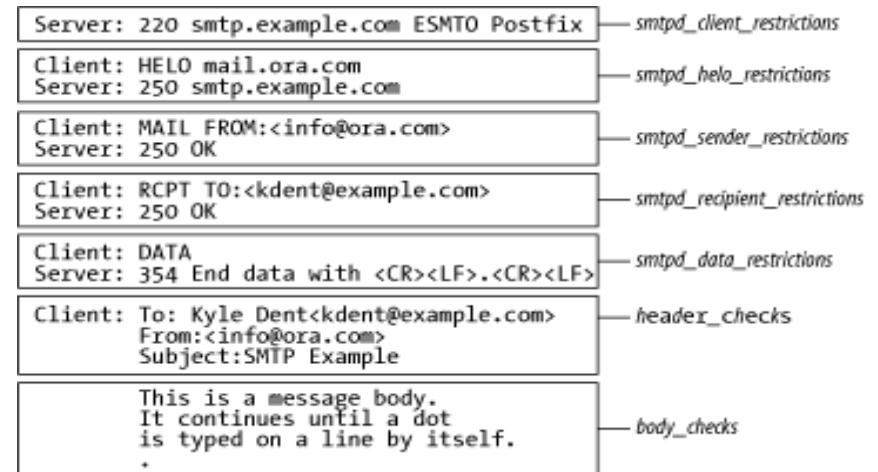 Server: 220 smtp.example.com ESMTO Postfix
smtpd_client_restrictions
Client: HELO mail.ora.com
Server: 250 smtp.example.com
smtpd_helo_restrictions
Client: MAIL FROM:<info@ora.com>
Server: 250 OK
smtpd_sender_restrictions
Client: RCPT TO:<kdent@example.com>
Server: 250 OK
smtpd_recipient_restrictions
Client: DATA
Server: 354 End data with <CR><LF>.<CR><LF>
smtpd_data_restrictions
Client: To: Kyle Dent<kdent@example.com>
From:<info@ora.com>
Subject:SMTP Example
header_checks
This is a message body.
It continues until a dot
is typed on a line by itself.
.
body_checks